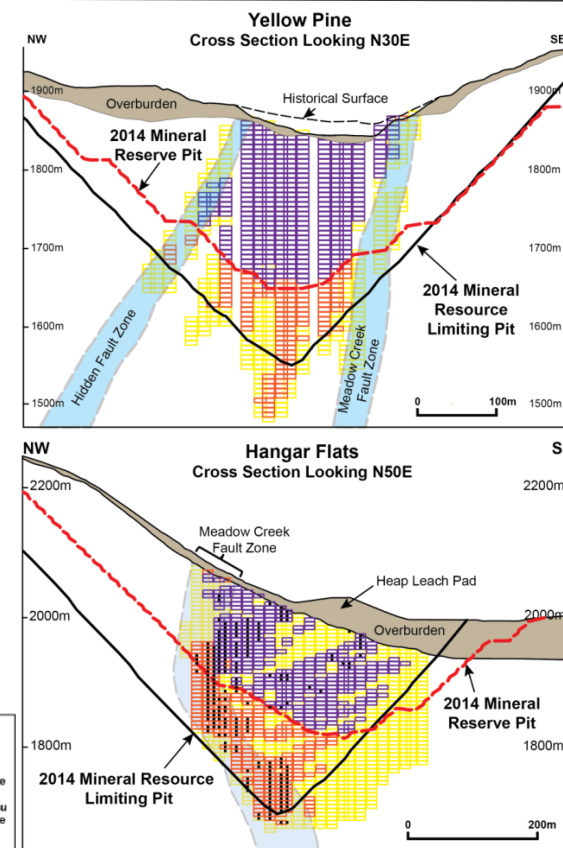 Yellow Pine
Cross Section Looking N30E
NW
SE
1900m
1900m
Overburden
Historical Surface
2014 Mineral
Reserve Pit
1800m
1800m
1700m
1700m
2014 Mineral
Resource
Limiting Pit
1600m
1600m
Hidden Fault Zone
Meadow Creek
Fault Zone
0 100m
1500m
1500m
Hangar Flats
Cross Section Looking N50E
NW
S
2200m
2200m
Meadow Creek
Fault Zone
Heap Leach Pad
2000m
2000m
Overburden
2014 Mineral
Reserve Pit
1800m
1800m
2014 Mineral Resource
Limiting Pit
0 200m